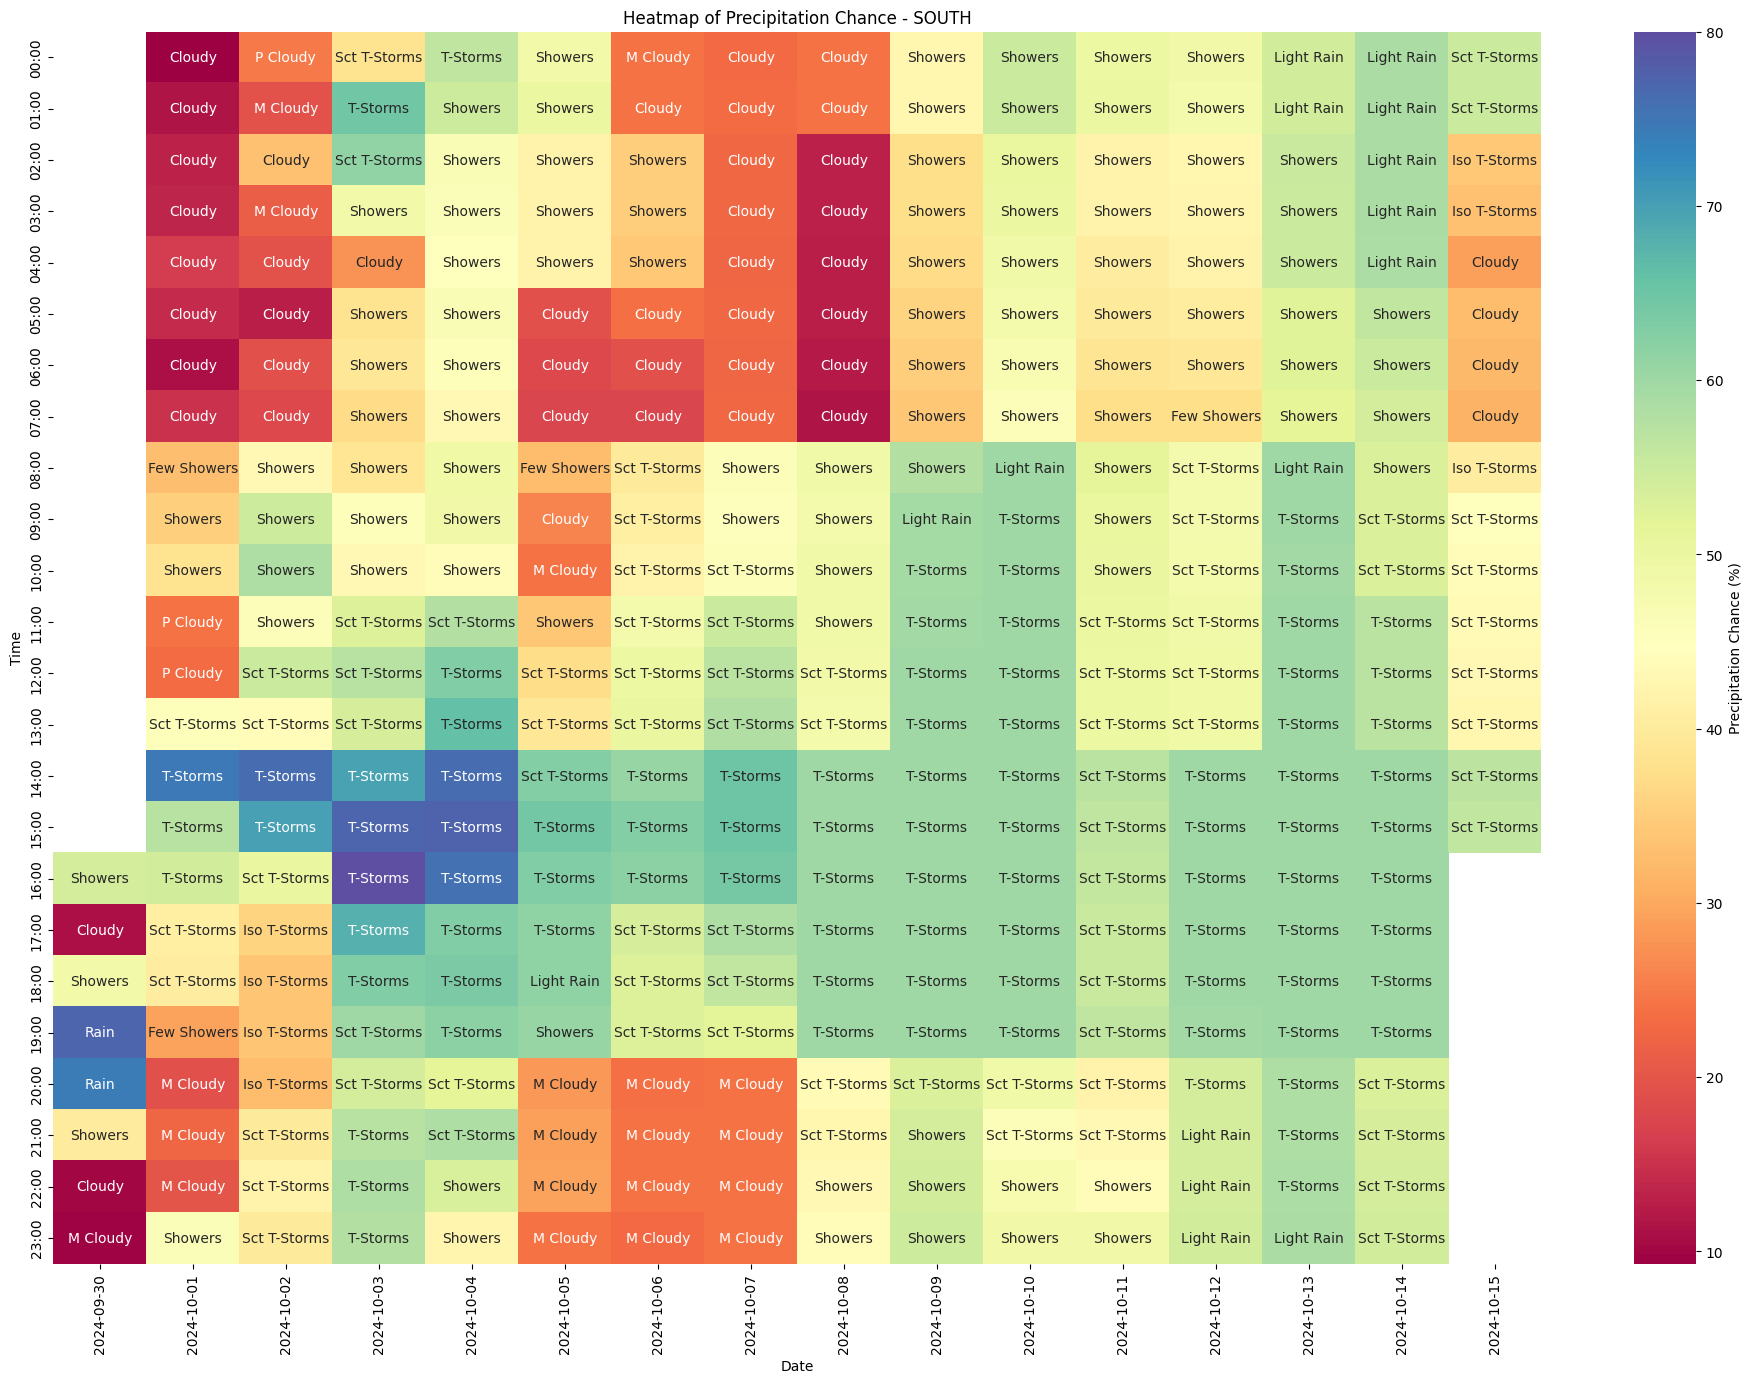 Heatmap of Precipitation Chance - SOUTH
00:00 Cloudy P Cloudy Sct T-Storms T-Storms Showers M Cloudy Cloudy Cloudy Showers Showers Showers Showers Light Rain Light Rain Sct T-Storms
01:00 Cloudy M Cloudy T-Storms Showers Showers Cloudy Cloudy Cloudy Showers Showers Showers Showers Light Rain Light Rain Sct T-Storms
02:00 Cloudy Cloudy Sct T-Storms Showers Showers Showers Cloudy Cloudy Showers Showers Showers Showers Showers Light Rain Iso T-Storms
03:00 Cloudy M Cloudy Showers Showers Showers Showers Cloudy Cloudy Showers Showers Showers Showers Showers Light Rain Iso T-Storms
04:00 Cloudy Cloudy Cloudy Showers Showers Showers Cloudy Cloudy Showers Showers Showers Showers Showers Light Rain Cloudy
05:00 Cloudy Cloudy Showers Showers Cloudy Cloudy Cloudy Cloudy Showers Showers Showers Showers Showers Showers Cloudy
06:00 Cloudy Cloudy Showers Showers Cloudy Cloudy Cloudy Cloudy Showers Showers Showers Showers Showers Showers Cloudy
07:00 Cloudy Cloudy Showers Showers Cloudy Cloudy Cloudy Cloudy Showers Showers Showers Few Showers Showers Showers Cloudy
08:00 Few Showers Showers Showers Showers Few Showers Sct T-Storms Showers Showers Showers Light Rain Showers Sct T-Storms Light Rain Showers Iso T-Storms
09:00 Showers Showers Showers Showers Cloudy Sct T-Storms Showers Showers Light Rain T-Storms Showers Sct T-Storms T-Storms Sct T-Storms Sct T-Storms
10:00 Showers Showers Showers Showers M Cloudy Sct T-Storms Sct T-Storms Showers T-Storms T-Storms Showers Sct T-Storms T-Storms Sct T-Storms Sct T-Storms
11:00 P Cloudy Showers Sct T-Storms Sct T-Storms Showers Sct T-Storms Sct T-Storms Showers T-Storms T-Storms Sct T-Storms Sct T-Storms T-Storms T-Storms Sct T-Storms
12:00 P Cloudy Sct T-Storms Sct T-Storms T-Storms Sct T-Storms Sct T-Storms Sct T-Storms Sct T-Storms T-Storms T-Storms Sct T-Storms Sct T-Storms T-Storms T-Storms Sct T-Storms
13:00 Sct T-Storms Sct T-Storms Sct T-Storms T-Storms Sct T-Storms Sct T-Storms Sct T-Storms Sct T-Storms T-Storms T-Storms Sct T-Storms Sct T-Storms T-Storms T-Storms Sct T-Storms
14:00 T-Storms T-Storms T-Storms T-Storms Sct T-Storms T-Storms T-Storms T-Storms T-Storms T-Storms Sct T-Storms T-Storms T-Storms T-Storms Sct T-Storms
15:00 T-Storms T-Storms T-Storms T-Storms T-Storms T-Storms T-Storms T-Storms T-Storms T-Storms Sct T-Storms T-Storms T-Storms T-Storms Sct T-Storms
16:00 Showers T-Storms Sct T-Storms T-Storms T-Storms T-Storms T-Storms T-Storms T-Storms T-Storms T-Storms Sct T-Storms T-Storms T-Storms T-Storms
17:00 Cloudy Sct T-Storms Iso T-Storms T-Storms T-Storms T-Storms Sct T-Storms Sct T-Storms T-Storms T-Storms T-Storms Sct T-Storms T-Storms T-Storms T-Storms
18:00 Showers Sct T-Storms Iso T-Storms T-Storms T-Storms Light Rain Sct T-Storms Sct T-Storms T-Storms T-Storms T-Storms Sct T-Storms T-Storms T-Storms T-Storms
19:00 Rain Few Showers Iso T-Storms Sct T-Storms T-Storms Showers Sct T-Storms Sct T-Storms T-Storms T-Storms T-Storms Sct T-Storms T-Storms T-Storms T-Storms
20:00 Rain M Cloudy Iso T-Storms Sct T-Storms Sct T-Storms M Cloudy M Cloudy M Cloudy Sct T-Storms Sct T-Storms Sct T-Storms Sct T-Storms T-Storms T-Storms Sct T-Storms
21:00 Showers M Cloudy Sct T-Storms T-Storms Sct T-Storms M Cloudy M Cloudy M Cloudy Sct T-Storms Showers Sct T-Storms Sct T-Storms Light Rain T-Storms Sct T-Storms
22:00 Cloudy M Cloudy Sct T-Storms T-Storms Showers M Cloudy M Cloudy M Cloudy Showers Showers Showers Showers Light Rain T-Storms Sct T-Storms
23:00 M Cloudy Showers Sct T-Storms T-Storms Showers M Cloudy M Cloudy M Cloudy Showers Showers Showers Showers Light Rain Light Rain Sct T-Storms
Time
2024-09-30 2024-10-01 2024-10-02 2024-10-03 2024-10-04 2024-10-05 2024-10-06 2024-10-07 2024-10-08 2024-10-09 2024-10-10 2024-10-11 2024-10-12 2024-10-13 2024-10-14 2024-10-15
Date
80
70
60
50
40
30
20
10
Precipitation Chance (%)